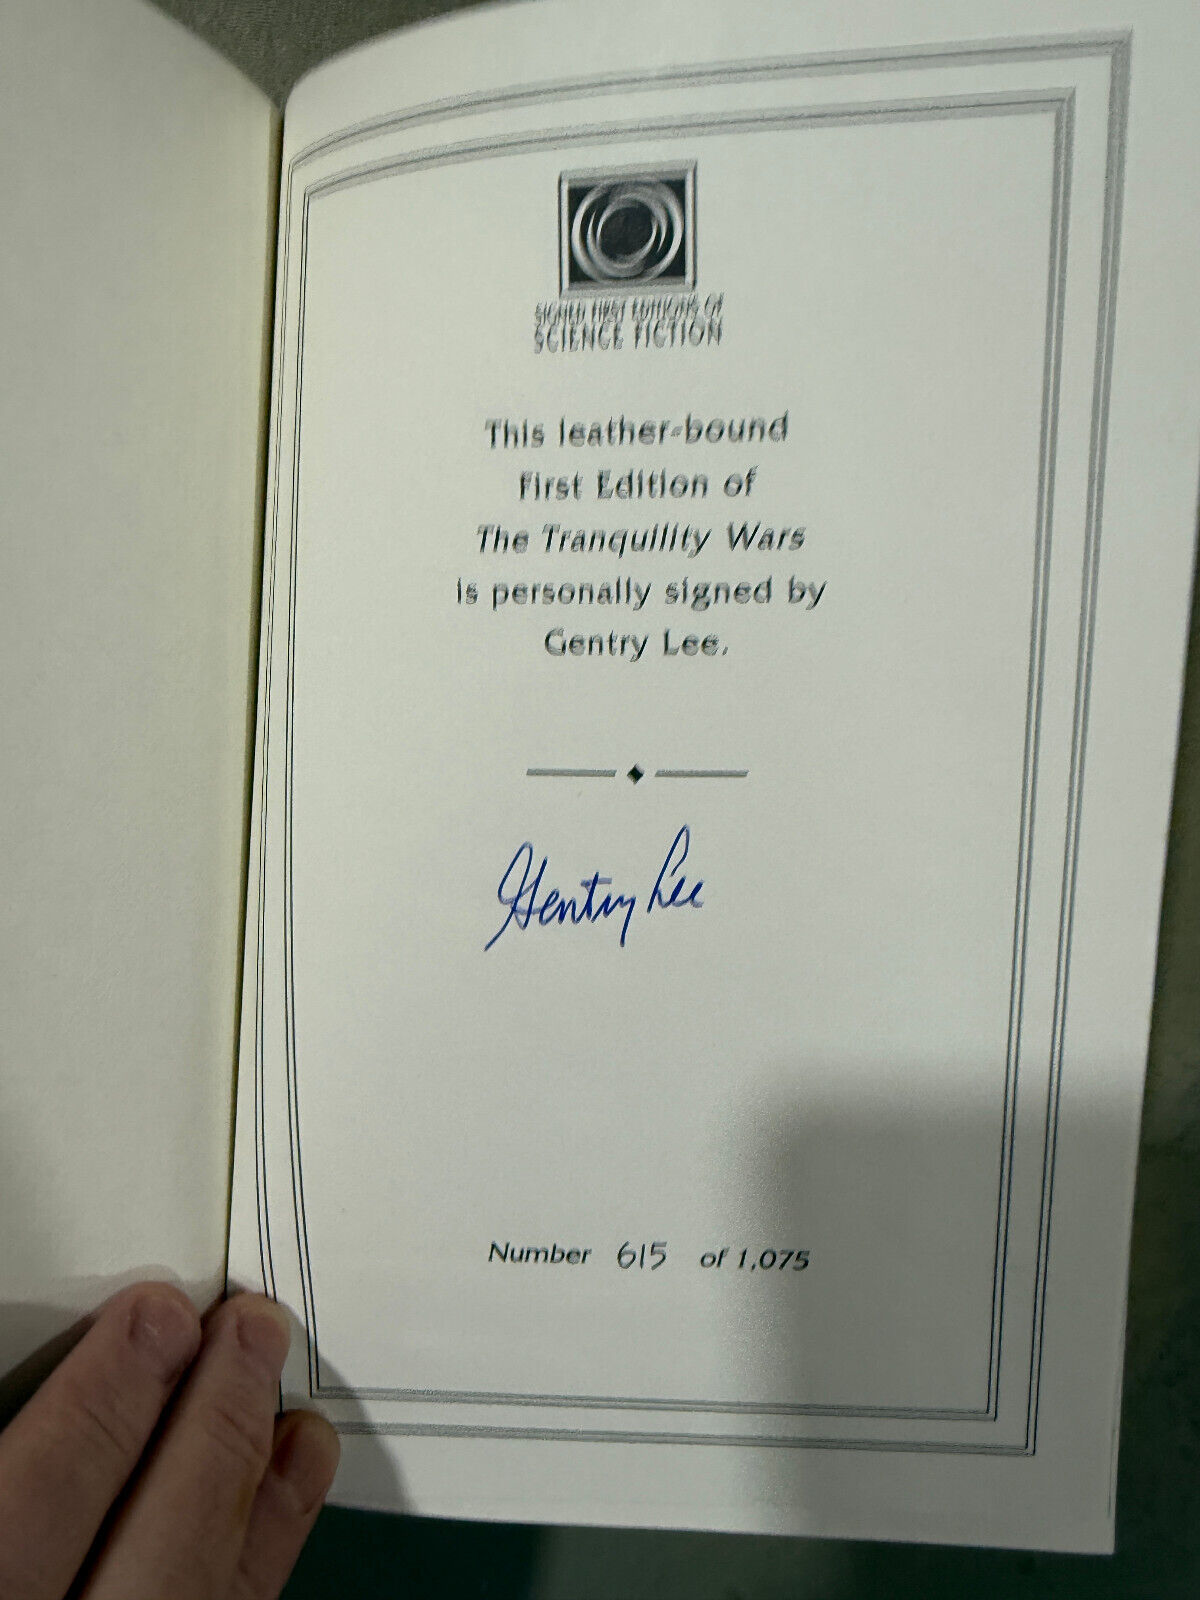 SIGNED FIRST EDITIONS OF
SCIENCE FICTION
This leather-bound
First Edition of
The Tranquility Wars
is personally signed by
Gentry Lee.
Gentry Lee
Number 615 of 1,075